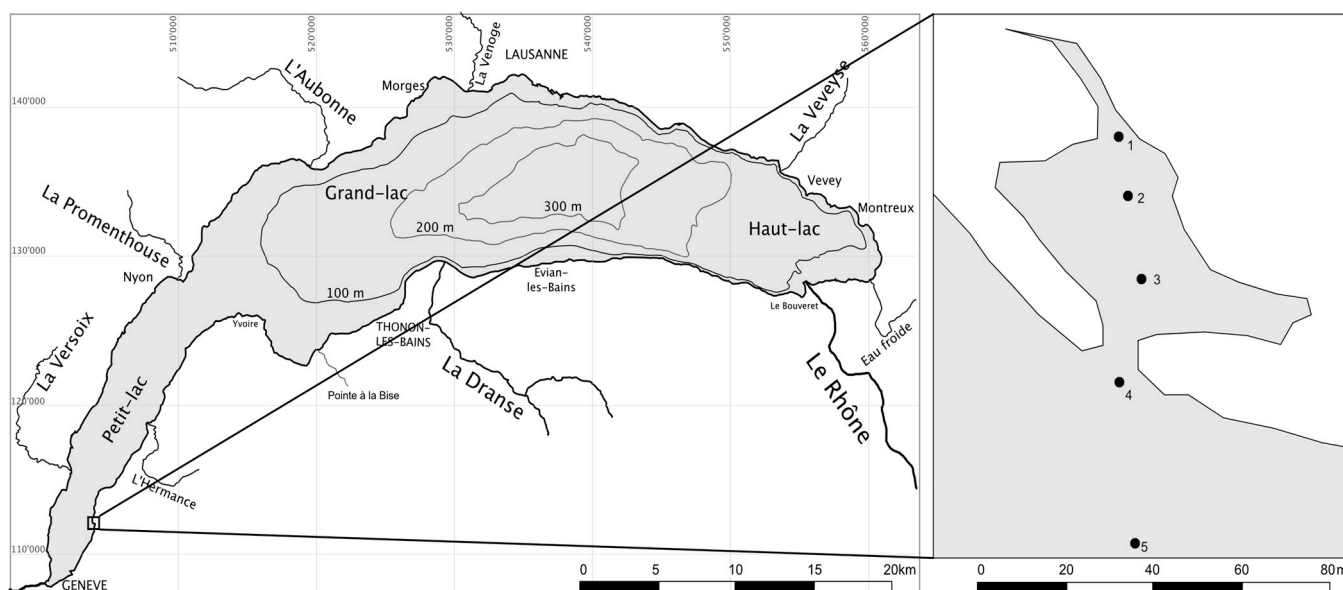 510'000
520'000
530'000
540'000
550'000
560'000
La Venoge
LAUSANNE
L'Aubonne
Morges
140'000
La Veveyse
Vevey
Grand-lac
300 m
200 m
Montreux
Haut-lac
La Promenthouse
130'000
Nyon
Evian-
les-Bains
100 m
Le Bouveret
Yvoire
THONON-
LES-BAINS
Eau froide
La Versoix
La Dranse
Pointe à la Bise
Le Rhône
120'000
Petit-lac
L'Hermance
110'000
GENEVE
0 5 10 15 20km
1
2
3
4
5
0 20 40 60 80m